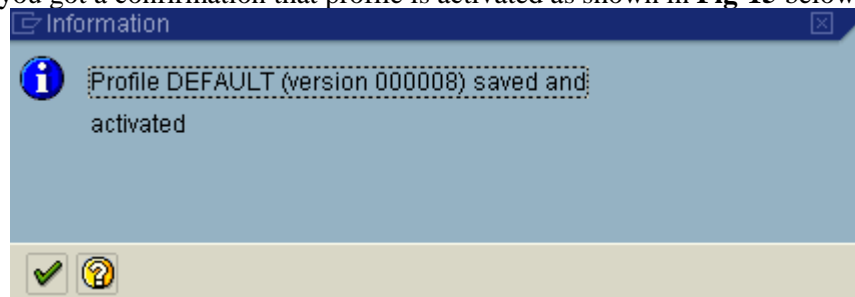 you got a confirmation that profile is activated as shown in Fig 15 below
Information
Profile DEFAULT (version 000008) saved and
activated